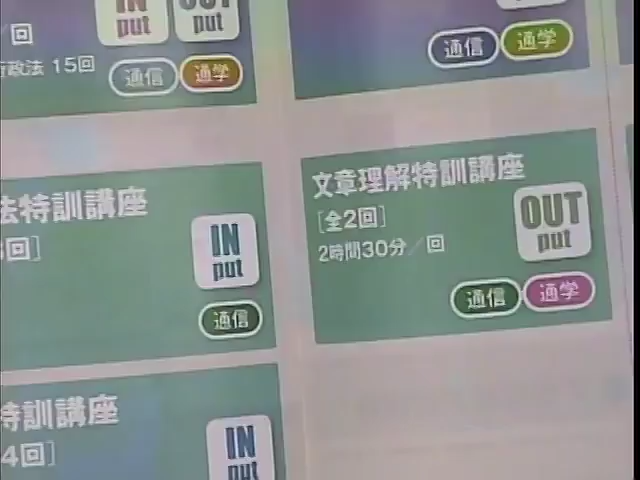 IN
put
OUT
put
回
政法 15回
通信
通学
通信
通学
法特訓講座
回]
IN
put
通信
文章理解特訓講座
[全2回]
2時間30分／回
OUT
put
通信
通学
特訓講座
4回]
IN
put